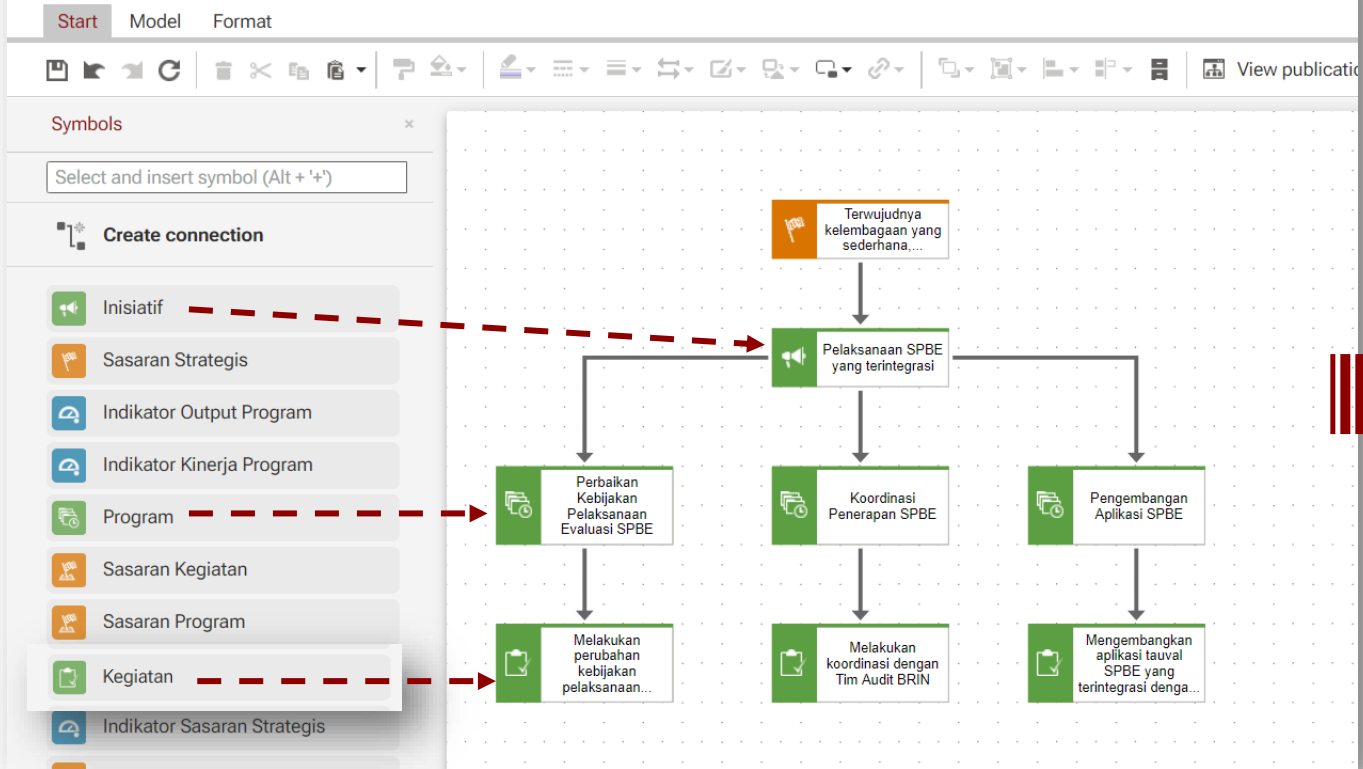 Start Model Format
View publicatio
Symbols
×
Select and insert symbol (Alt + '+')
Create connection
Inisiatif
Sasaran Strategis
Indikator Output Program
Indikator Kinerja Program
Program
Sasaran Kegiatan
Sasaran Program
Kegiatan
Indikator Sasaran Strategis
Terwujudnya
kelembagaan yang
sederhana,...
Pelaksanaan SPBE
yang terintegrasi
Perbaikan
Kebijakan
Pelaksanaan
Evaluasi SPBE
Koordinasi
Penerapan SPBE
Pengembangan
Aplikasi SPBE
Melakukan
perubahan
kebijakan
pelaksanaan...
Melakukan
koordinasi dengan
Tim Audit BRIN
Mengembangkan
aplikasi tauval
SPBE yang
terintegrasi denga...